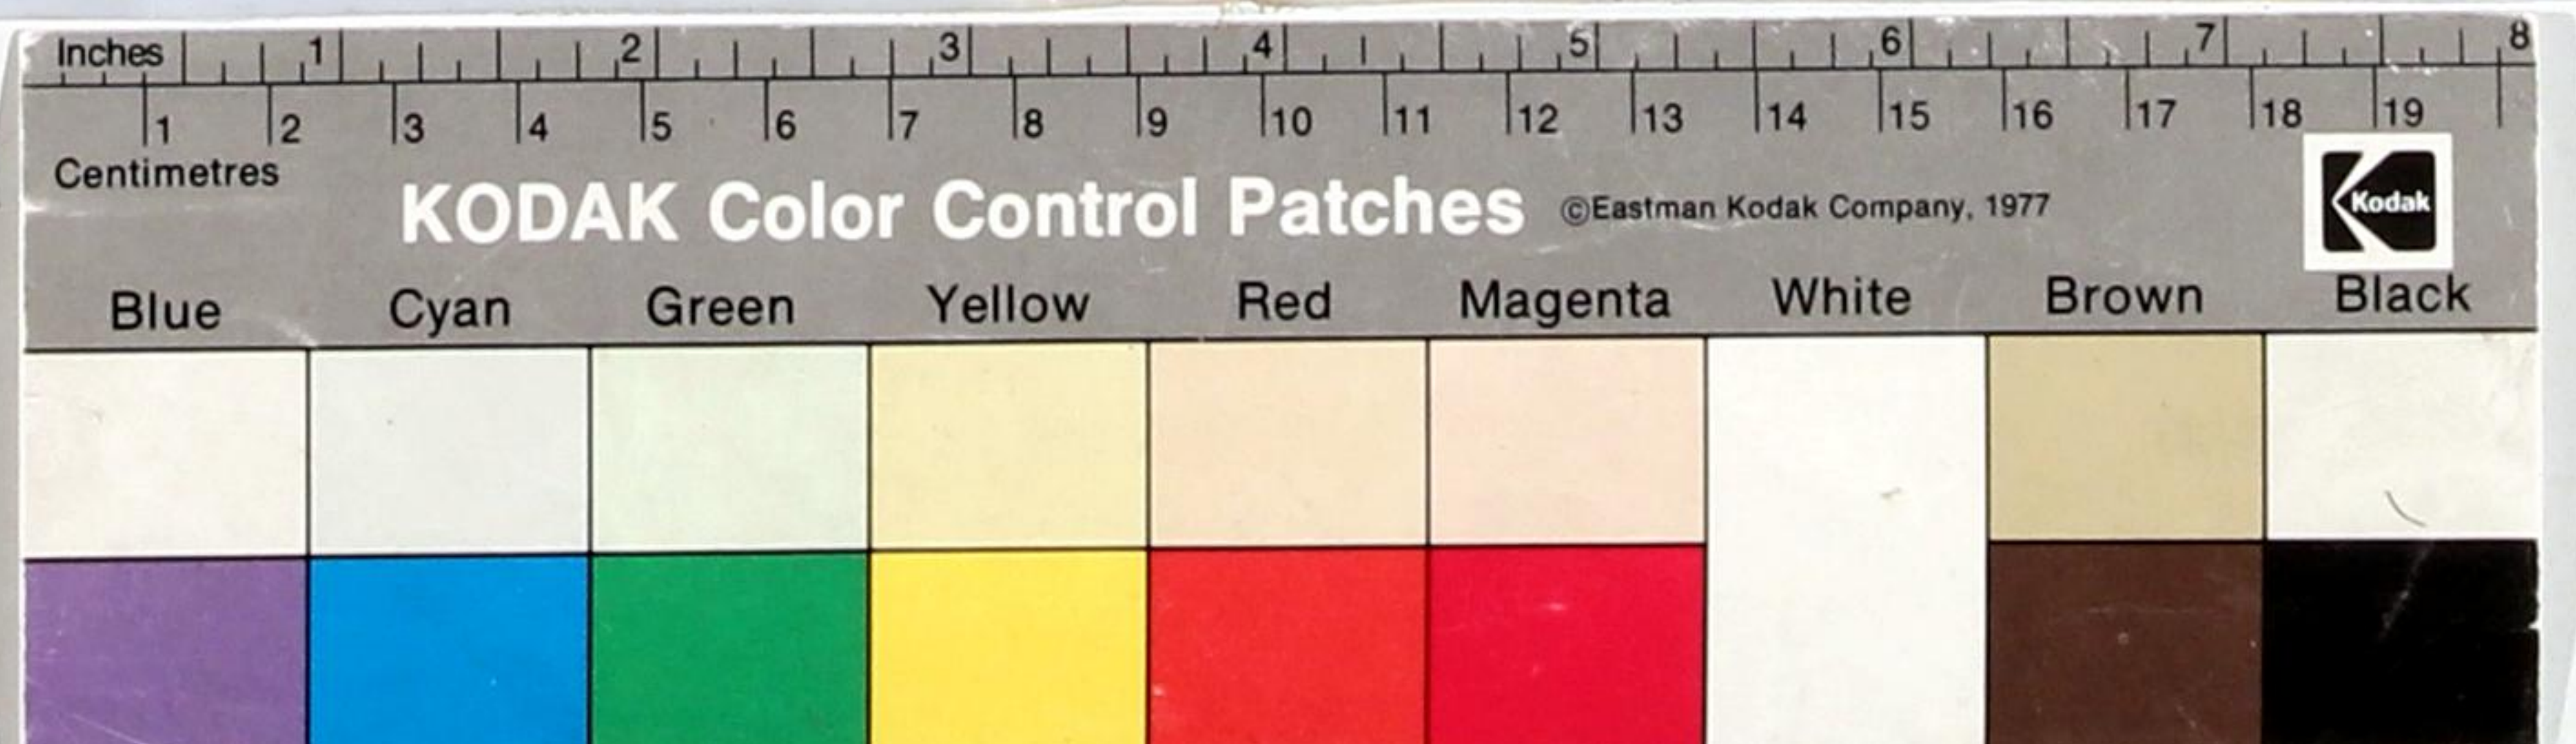 Inches 1 2 3 4 5 6 7 8
1 2 3 4 5 6 7 8 9 10 11 12 13 14 15 16 17 18 19
Centimetres
KODAK Color Control Patches ©Eastman Kodak Company, 1977
Kodak
Blue Cyan Green Yellow Red Magenta White Brown Black